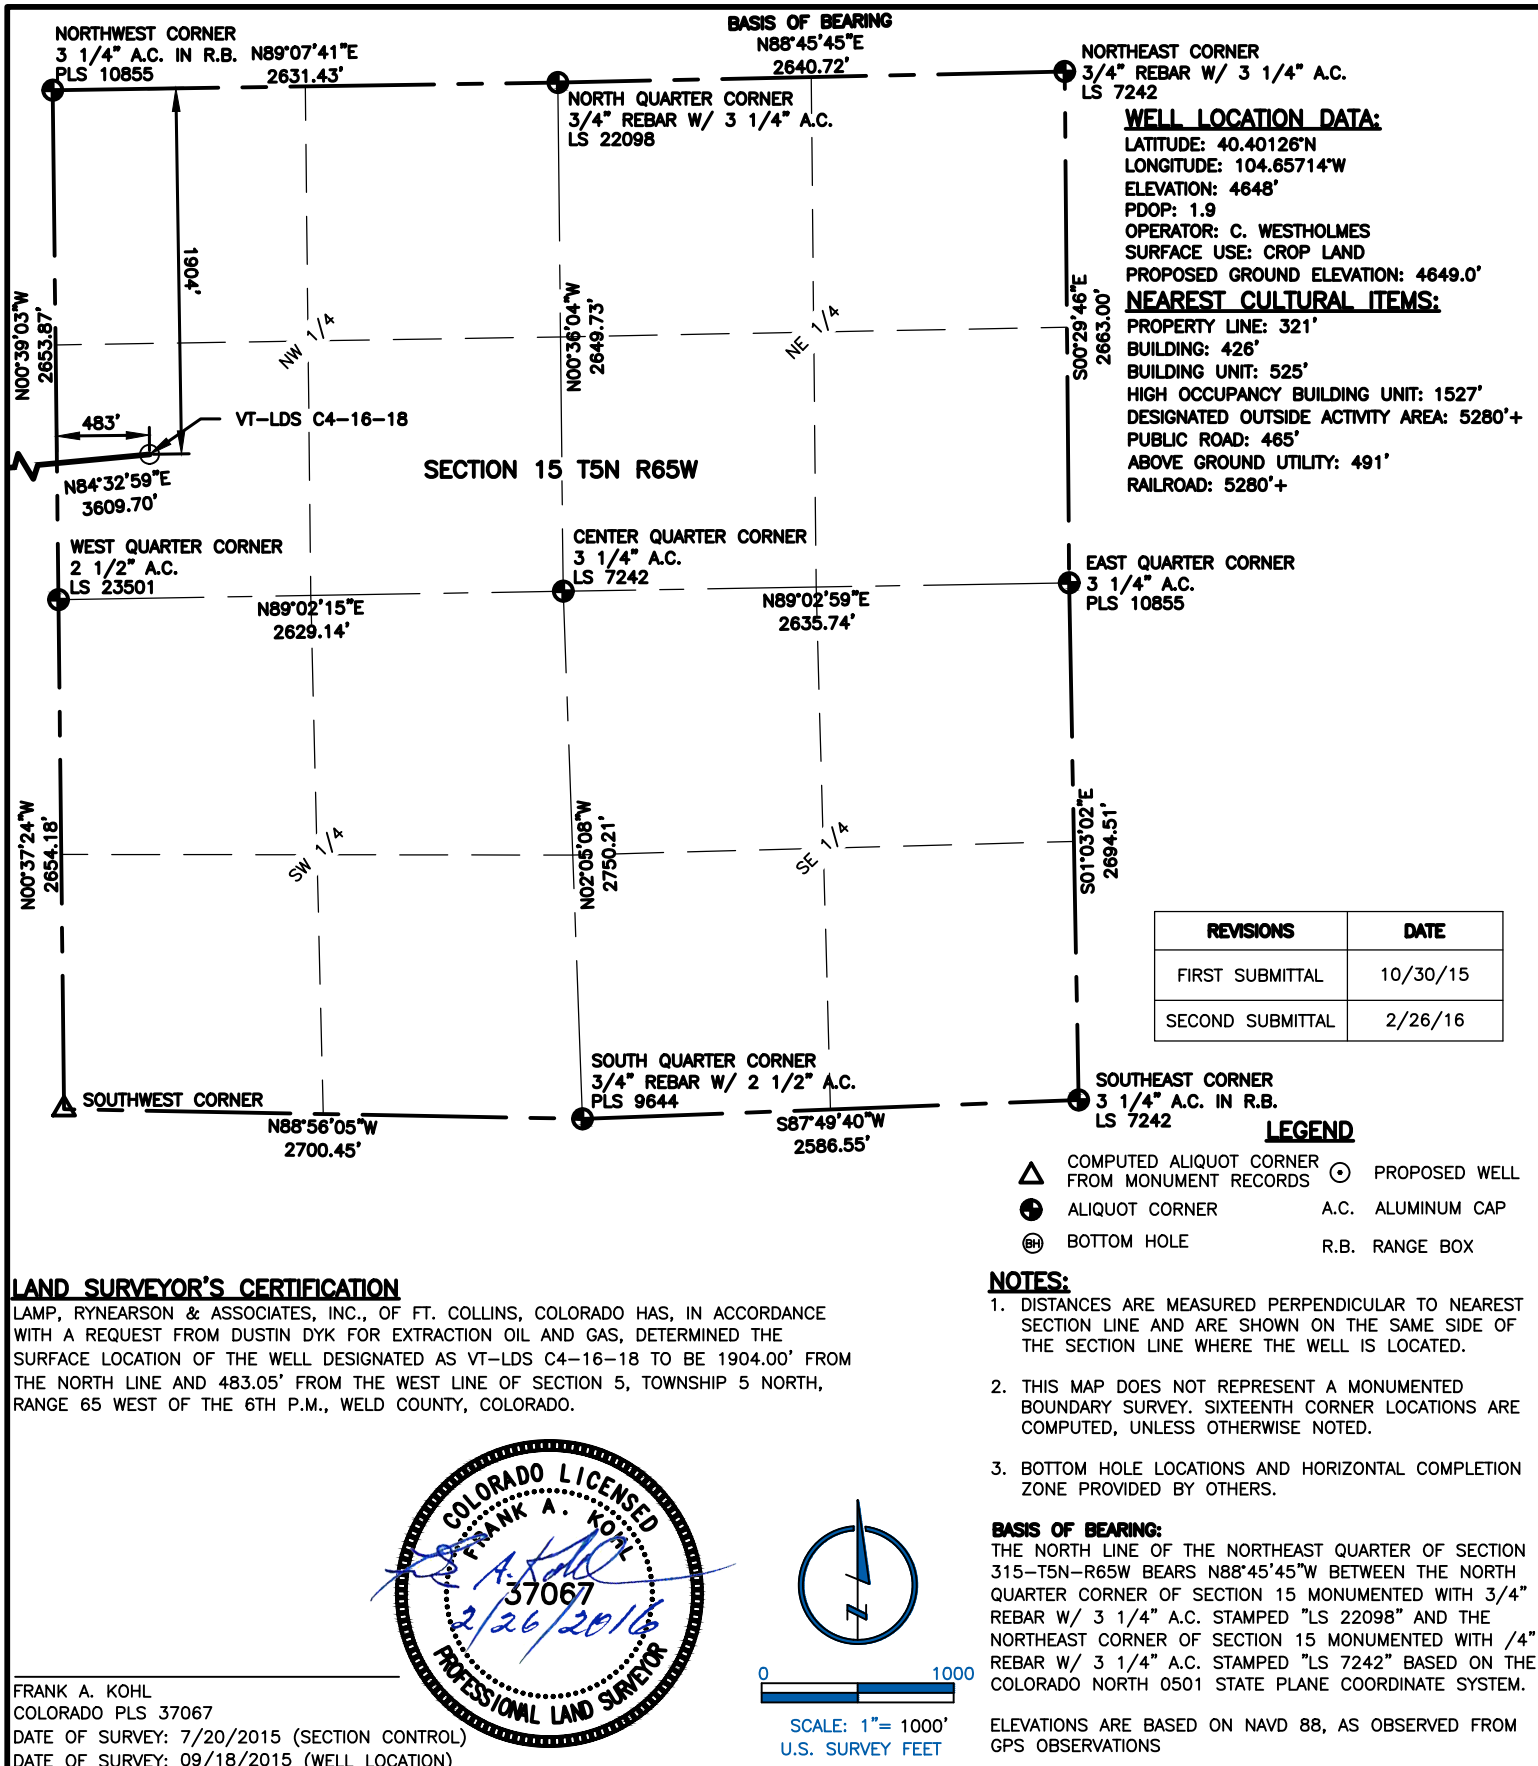 BASIS OF BEARING
N88°45'45"E
2640.72'
NORTHWEST CORNER
3 1/4" A.C. IN R.B.
PLS 10855
N89°07'41"E
2631.43'
NORTH QUARTER CORNER
3/4" REBAR W/ 3 1/4" A.C.
LS 22098
NORTHEAST CORNER
3/4" REBAR W/ 3 1/4" A.C.
LS 7242
WELL LOCATION DATA:
LATITUDE: 40.40126°N
LONGITUDE: 104.65714°W
ELEVATION: 4648'
PDOP: 1.9
OPERATOR: C. WESTHOLMES
SURFACE USE: CROP LAND
PROPOSED GROUND ELEVATION: 4649.0'
NEAREST CULTURAL ITEMS:
PROPERTY LINE: 321'
BUILDING: 426'
BUILDING UNIT: 525'
HIGH OCCUPANCY BUILDING UNIT: 1527'
DESIGNATED OUTSIDE ACTIVITY AREA: 5280'+
PUBLIC ROAD: 465'
ABOVE GROUND UTILITY: 491'
RAILROAD: 5280'+
1904'
N00°39'03"W
2653.87'
NW 1/4
N00°36'04"W
2649.73'
NE 1/4
S00°29'46"E
2663.00'
483'
VT-LDS C4-16-18
SECTION 15 T5N R65W
N84°32'59"E
3609.70'
WEST QUARTER CORNER
2 1/2" A.C.
LS 23501
CENTER QUARTER CORNER
3 1/4" A.C.
LS 7242
EAST QUARTER CORNER
3 1/4" A.C.
PLS 10855
N89°02'15"E
2629.14'
N89°02'59"E
2635.74'
N00°37'24"W
2654.18'
SW 1/4
N02°05'08"W
2750.21'
SE 1/4
S01°03'02"E
2694.51'
REVISIONS DATE
FIRST SUBMITTAL 10/30/15
SECOND SUBMITTAL 2/26/16
SOUTHWEST CORNER
SOUTH QUARTER CORNER
3/4" REBAR W/ 2 1/2" A.C.
PLS 9644
SOUTHEAST CORNER
3 1/4" A.C. IN R.B.
LS 7242
N88°56'05"W
2700.45'
S87°49'40"W
2586.55'
LEGEND
COMPUTED ALIQUOT CORNER
FROM MONUMENT RECORDS
PROPOSED WELL
ALIQUOT CORNER
A.C. ALUMINUM CAP
BH BOTTOM HOLE
R.B. RANGE BOX
LAND SURVEYOR'S CERTIFICATION
LAMP, RYNEARSON & ASSOCIATES, INC., OF FT. COLLINS, COLORADO HAS, IN ACCORDANCE
WITH A REQUEST FROM DUSTIN DYK FOR EXTRACTION OIL AND GAS, DETERMINED THE
SURFACE LOCATION OF THE WELL DESIGNATED AS VT-LDS C4-16-18 TO BE 1904.00' FROM
THE NORTH LINE AND 483.05' FROM THE WEST LINE OF SECTION 5, TOWNSHIP 5 NORTH,
RANGE 65 WEST OF THE 6TH P.M., WELD COUNTY, COLORADO.
NOTES:
1. DISTANCES ARE MEASURED PERPENDICULAR TO NEAREST
SECTION LINE AND ARE SHOWN ON THE SAME SIDE OF
THE SECTION LINE WHERE THE WELL IS LOCATED.
2. THIS MAP DOES NOT REPRESENT A MONUMENTED
BOUNDARY SURVEY. SIXTEENTH CORNER LOCATIONS ARE
COMPUTED, UNLESS OTHERWISE NOTED.
3. BOTTOM HOLE LOCATIONS AND HORIZONTAL COMPLETION
ZONE PROVIDED BY OTHERS.
BASIS OF BEARING:
THE NORTH LINE OF THE NORTHEAST QUARTER OF SECTION
315-T5N-R65W BEARS N88°45'45"W BETWEEN THE NORTH
QUARTER CORNER OF SECTION 15 MONUMENTED WITH 3/4"
REBAR W/ 3 1/4" A.C. STAMPED "LS 22098" AND THE
NORTHEAST CORNER OF SECTION 15 MONUMENTED WITH /4"
REBAR W/ 3 1/4" A.C. STAMPED "LS 7242" BASED ON THE
COLORADO NORTH 0501 STATE PLANE COORDINATE SYSTEM.
ELEVATIONS ARE BASED ON NAVD 88, AS OBSERVED FROM
GPS OBSERVATIONS
COLORADO LICENSED
FRANK A. KOHL
A. Kohl
37067
2/26/2016
PROFESSIONAL LAND SURVEYOR
0 1000
SCALE: 1"= 1000'
U.S. SURVEY FEET
FRANK A. KOHL
COLORADO PLS 37067
DATE OF SURVEY: 7/20/2015 (SECTION CONTROL)
DATE OF SURVEY: 09/18/2015 (WELL LOCATION)